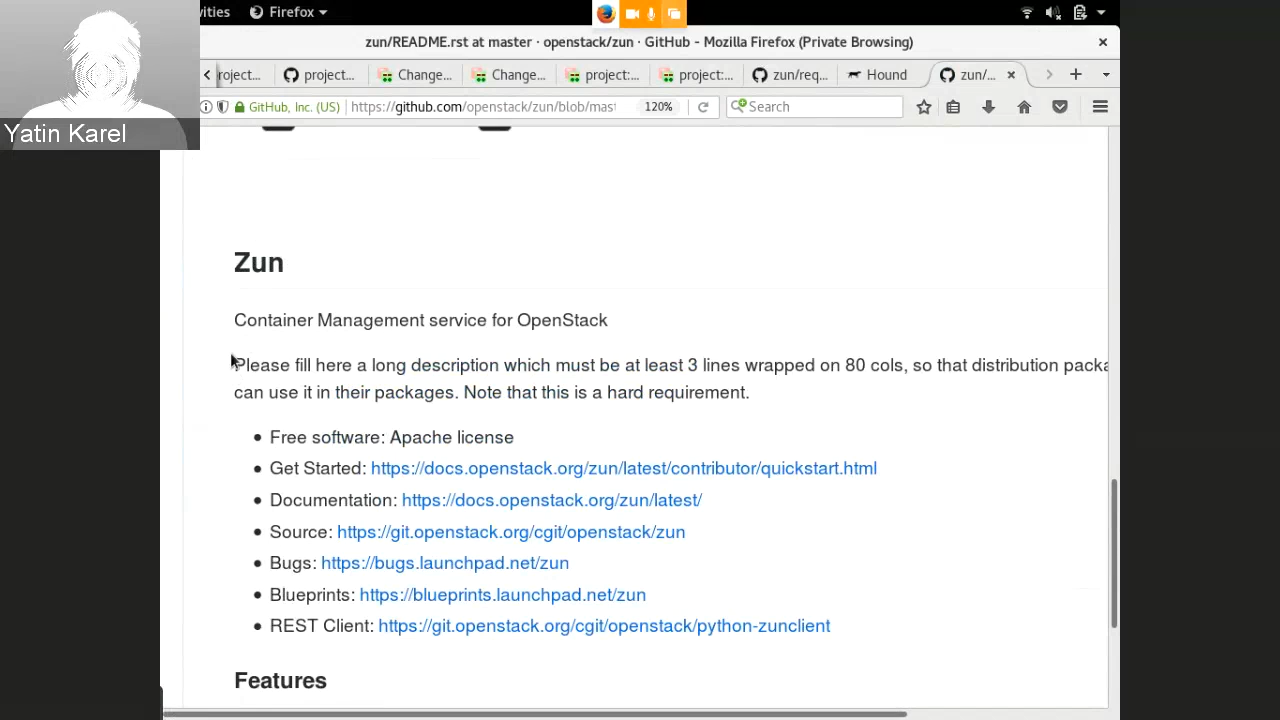 vities Firefox
zun/README.rst at master · openstack/zun · GitHub - Mozilla Firefox (Private Browsing)
roject... project... Change... Change... project:... project:... zun/req... Hound zun/...
GitHub, Inc. (US) https://github.com/openstack/zun/blob/mast 120% Search
Yatin Karel
Zun
Container Management service for OpenStack
Please fill here a long description which must be at least 3 lines wrapped on 80 cols, so that distribution packa
can use it in their packages. Note that this is a hard requirement.
• Free software: Apache license
• Get Started: https://docs.openstack.org/zun/latest/contributor/quickstart.html
• Documentation: https://docs.openstack.org/zun/latest/
• Source: https://git.openstack.org/cgit/openstack/zun
• Bugs: https://bugs.launchpad.net/zun
• Blueprints: https://blueprints.launchpad.net/zun
• REST Client: https://git.openstack.org/cgit/openstack/python-zunclient
Features